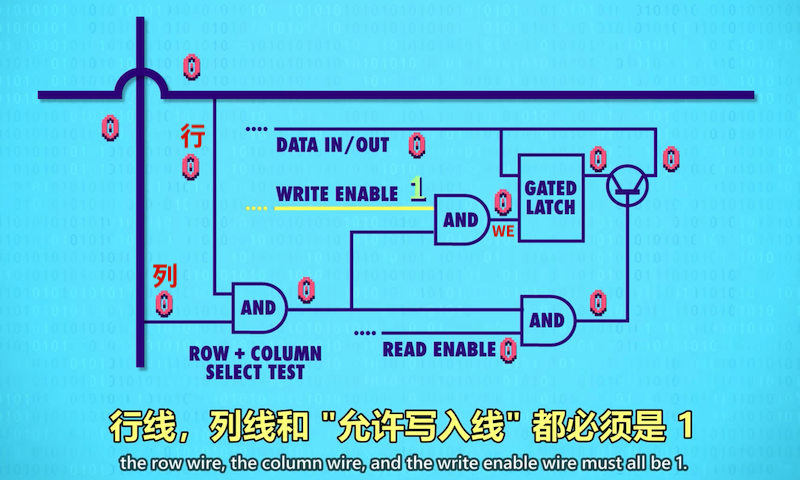 0
0
行
0
DATA IN/OUT 0
0
0
WRITE ENABLE 1
GATED
LATCH
AND
0
WE
列
0
AND
0
AND
0
READ ENABLE 0
ROW + COLUMN
SELECT TEST
行线，列线和 "允许写入线" 都必须是 1
the row wire, the column wire, and the write enable wire must all be 1.